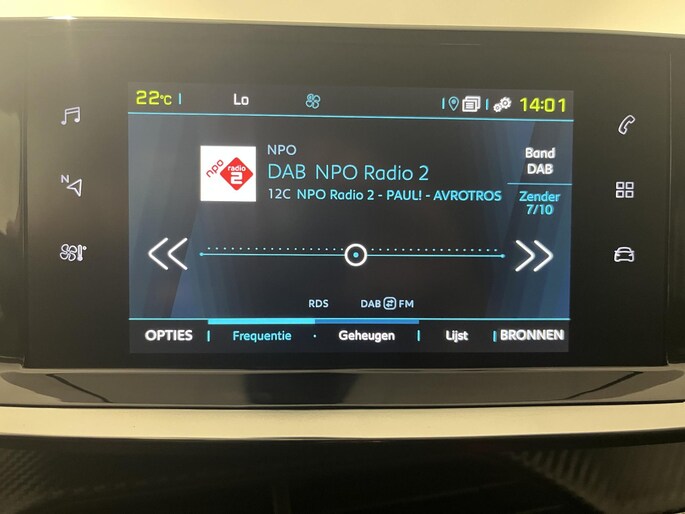 22°C Lo 14:01
NPO
npo radio 2
DAB NPO Radio 2
12C NPO Radio 2 - PAUL! - AVROTROS
Band
DAB
Zender
7/10
N
RDS DAB FM
OPTIES Frequentie · Geheugen Lijst BRONNEN